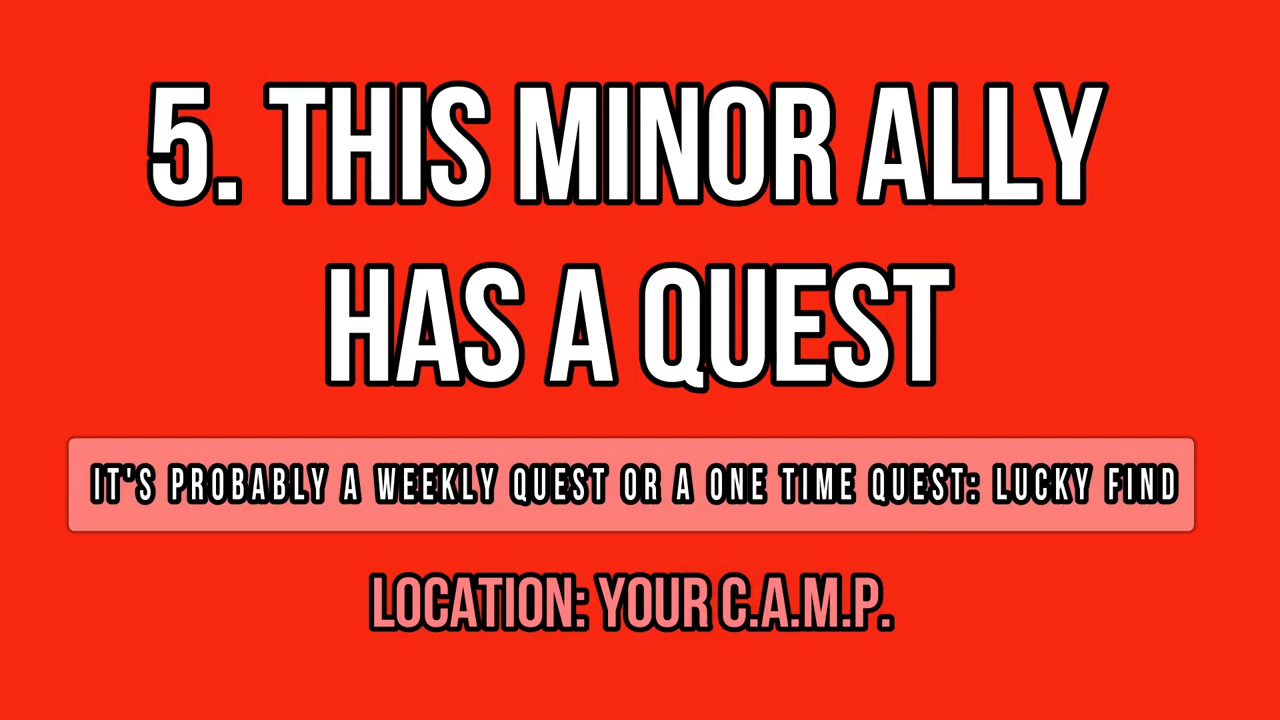 5. THIS MINOR ALLY
HAS A QUEST
IT'S PROBABLY A WEEKLY QUEST OR A ONE TIME QUEST: LUCKY FIND
LOCATION: YOUR C.A.M.P.